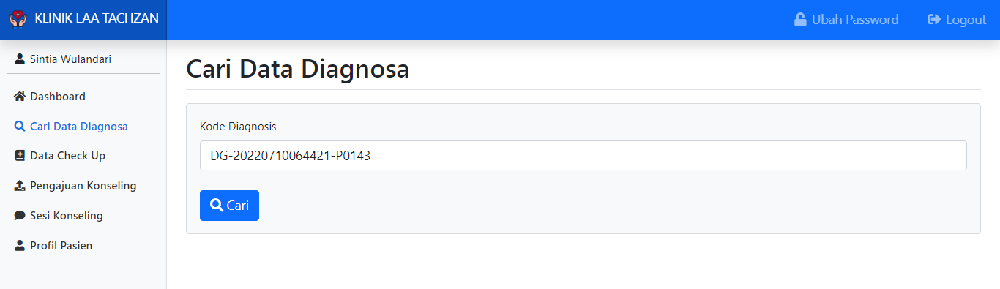 KLINIK LAA TACHZAN
Ubah Password
Logout
Sintia Wulandari
Dashboard
Cari Data Diagnosa
Data Check Up
Pengajuan Konseling
Sesi Konseling
Profil Pasien
Cari Data Diagnosa
Kode Diagnosis
DG-20220710064421-P0143
Cari